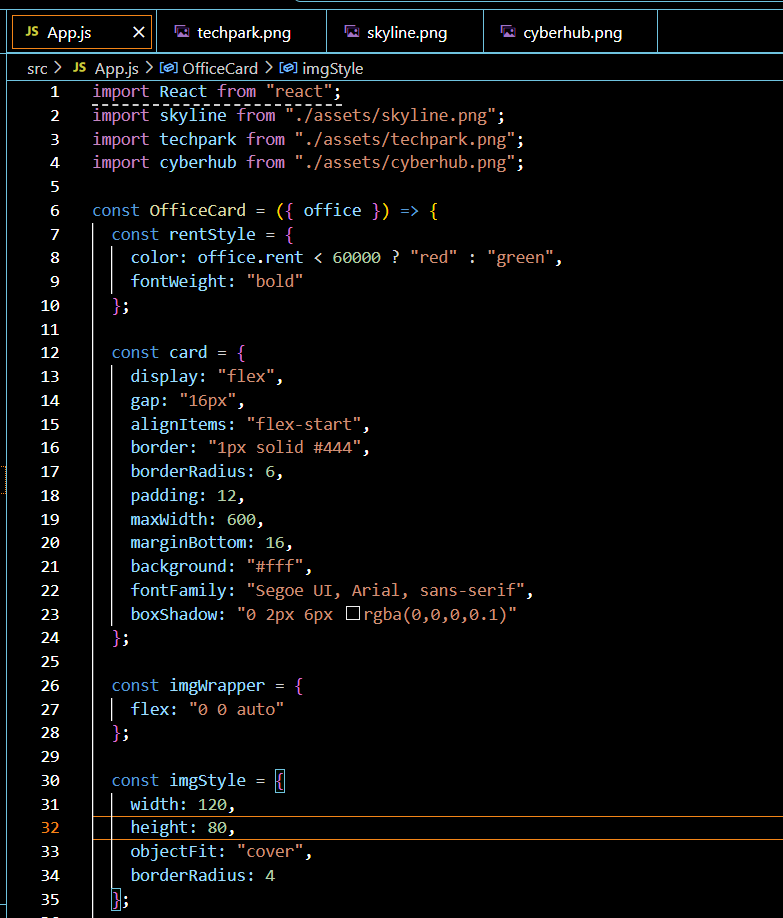 JS App.js × techpark.png skyline.png cyberhub.png
src > JS App.js > OfficeCard > imgStyle
1 import React from "react";
2 import skyline from "./assets/skyline.png";
3 import techpark from "./assets/techpark.png";
4 import cyberhub from "./assets/cyberhub.png";
5
6 const OfficeCard = ({ office }) => {
7   const rentStyle = {
8     color: office.rent < 60000 ? "red" : "green",
9     fontWeight: "bold"
10   };
11
12   const card = {
13     display: "flex",
14     gap: "16px",
15     alignItems: "flex-start",
16     border: "1px solid #444",
17     borderRadius: 6,
18     padding: 12,
19     maxWidth: 600,
20     marginBottom: 16,
21     background: "#fff",
22     fontFamily: "Segoe UI, Arial, sans-serif",
23     boxShadow: "0 2px 6px rgba(0,0,0,0.1)"
24   };
25
26   const imgWrapper = {
27     flex: "0 0 auto"
28   };
29
30   const imgStyle = {
31     width: 120,
32     height: 80,
33     objectFit: "cover",
34     borderRadius: 4
35   };